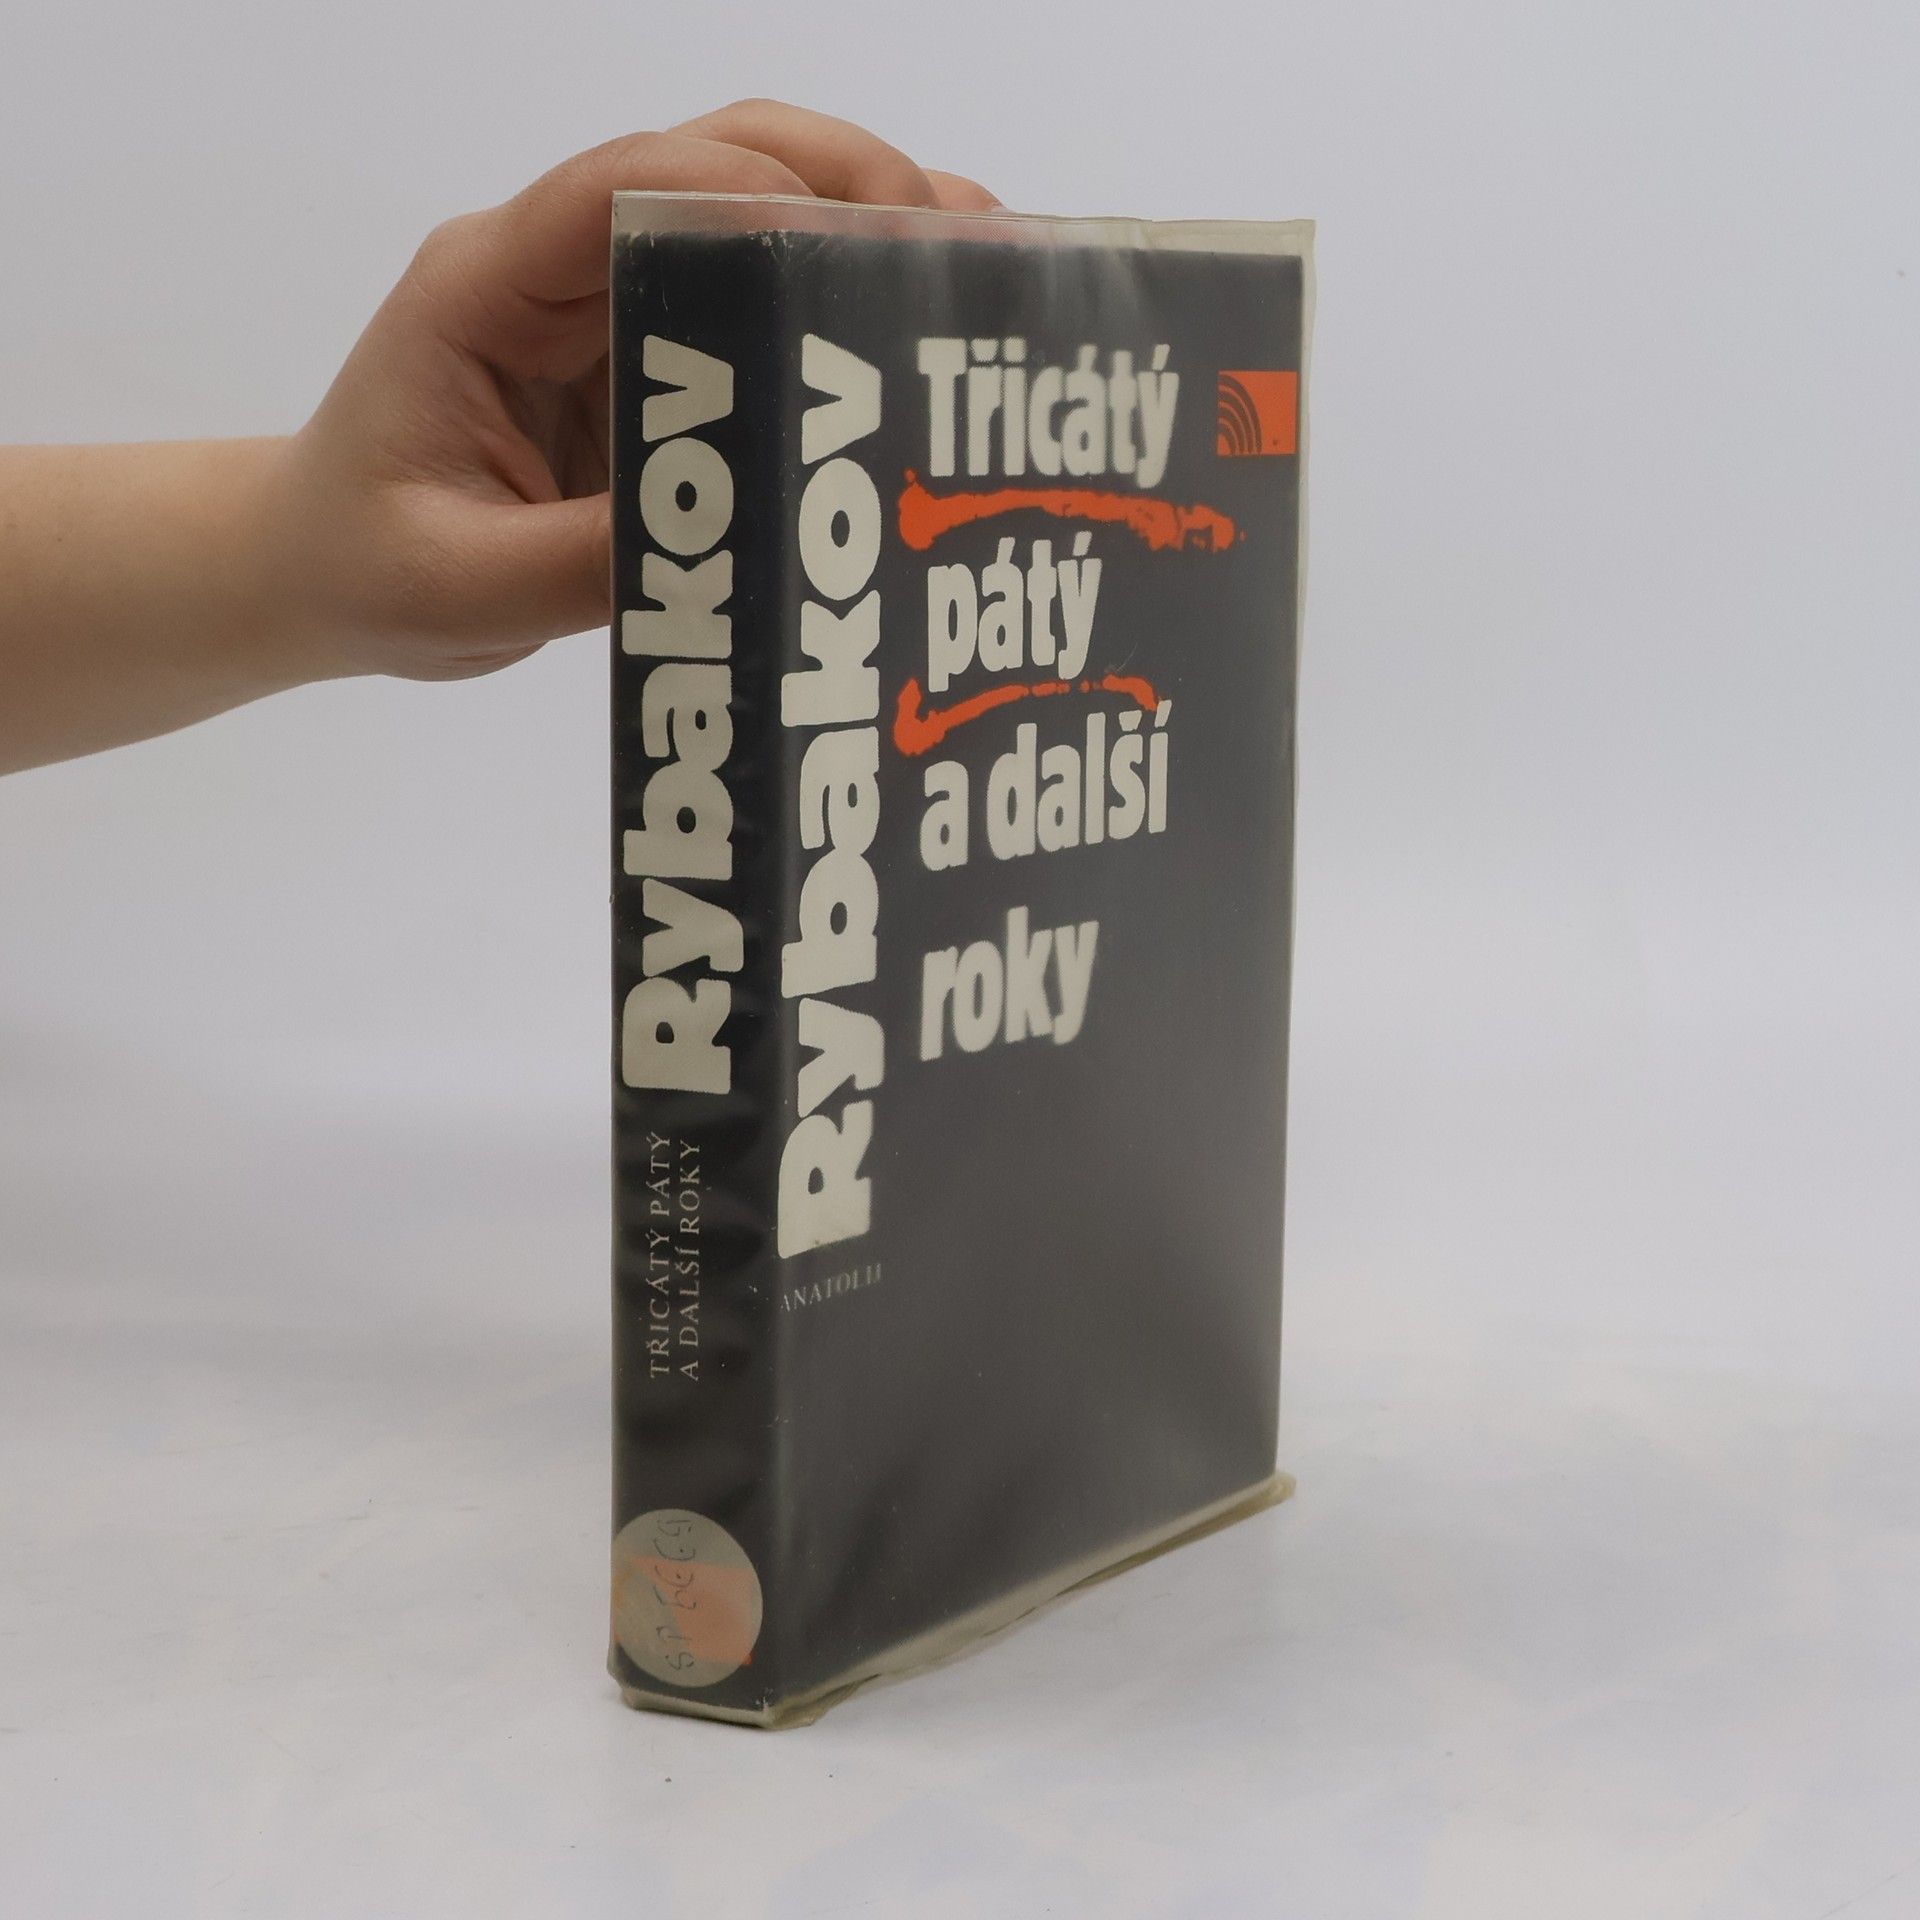 Rybakov
TŘICÁTÝ PÁTÝ
A DALŠÍ ROKY
Rybakov
ANATOLIJ
Třicátý
pátý
a další
roky